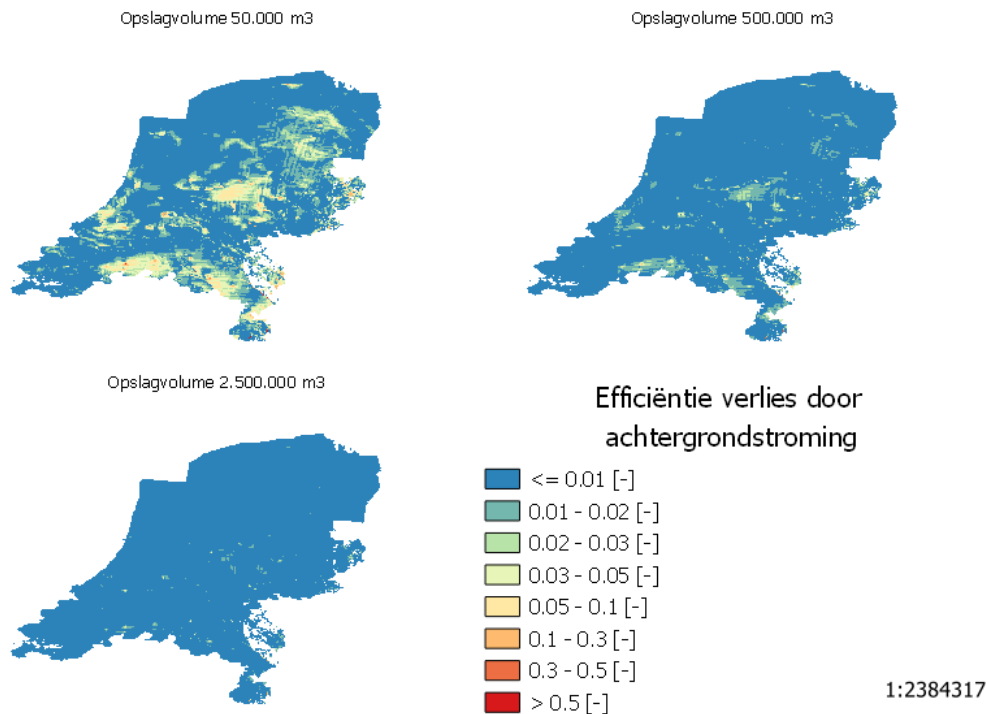 Opslagvolume 50.000 m3
Opslagvolume 500.000 m3
Opslagvolume 2.500.000 m3
Efficiëntie verlies door
achtergrondstroming
<= 0.01 [-]
0.01 - 0.02 [-]
0.02 - 0.03 [-]
0.03 - 0.05 [-]
0.05 - 0.1 [-]
0.1 - 0.3 [-]
0.3 - 0.5 [-]
> 0.5 [-]
1:2384317